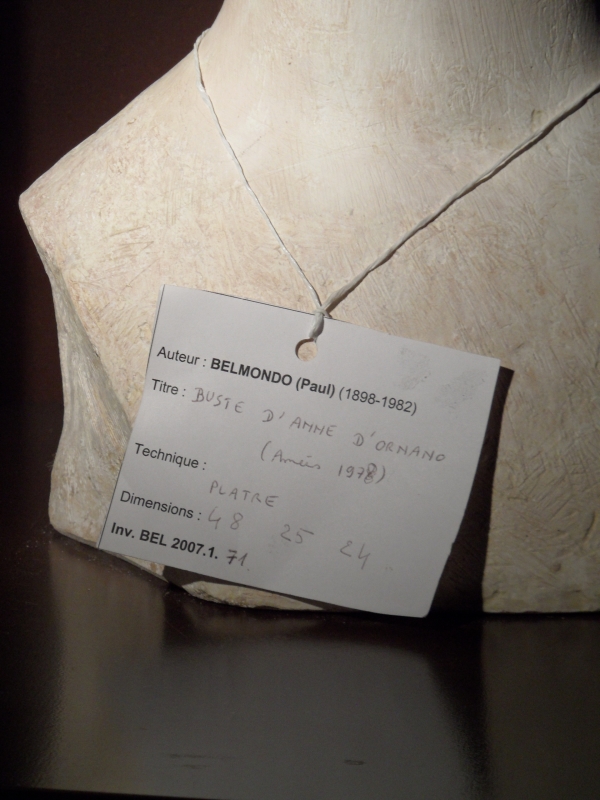 Auteur : BELMONDO (Paul) (1898-1982)
Titre : BUSTE D'ANNE D'ORNANO
(Années 1978)
Technique :
PLATRE
Dimensions : 48 25 24
Inv. BEL 2007.1. 71